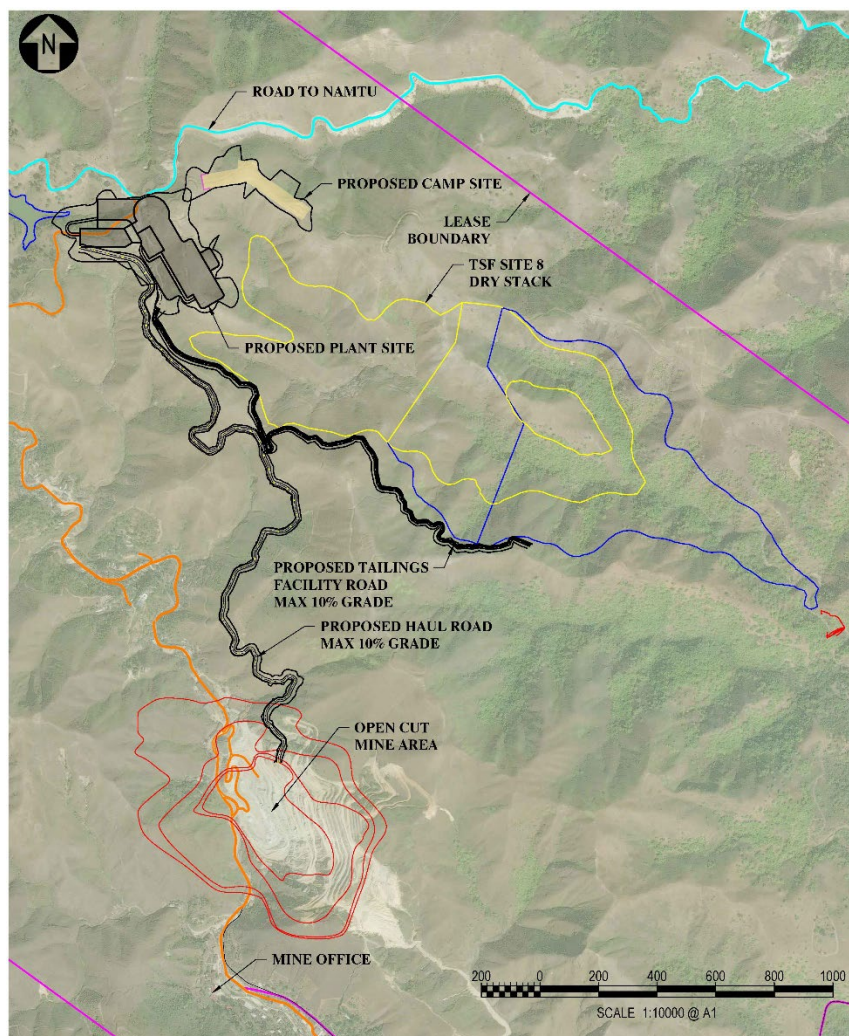 N
ROAD TO NAMTU
PROPOSED CAMP SITE
LEASE
BOUNDARY
TSF SITE 8
DRY STACK
PROPOSED PLANT SITE
PROPOSED TAILINGS
FACILITY ROAD
MAX 10% GRADE
PROPOSED HAUL ROAD
MAX 10% GRADE
OPEN CUT
MINE AREA
MINE OFFICE
200 0 200 400 600 800 1000
SCALE 1:10000 @ A1